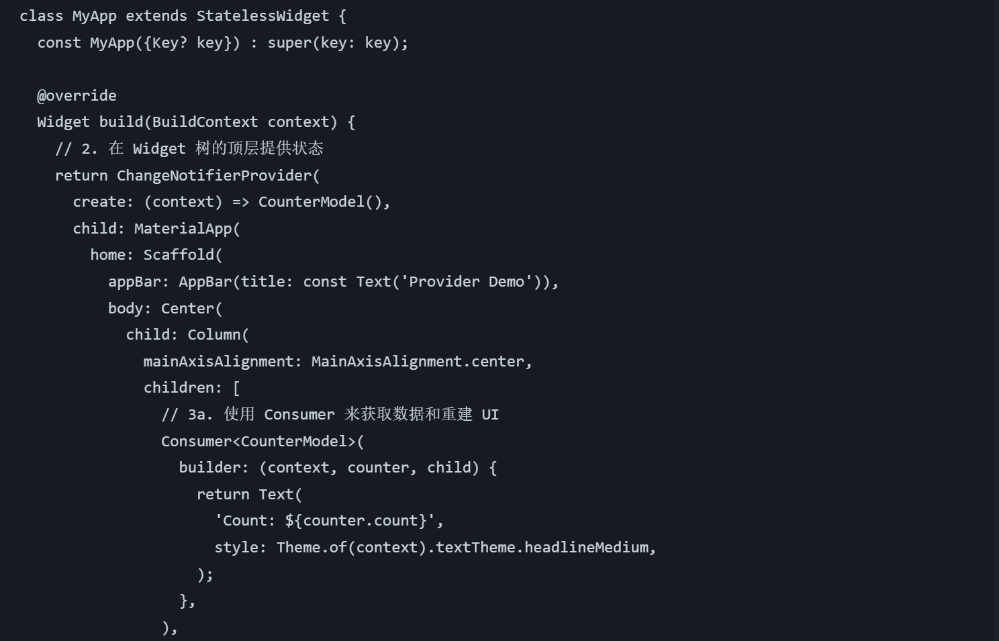 class MyApp extends StatelessWidget {
  const MyApp({Key? key}) : super(key: key);

  @override
  Widget build(BuildContext context) {
    // 2. 在 Widget 树的顶层提供状态
    return ChangeNotifierProvider(
      create: (context) => CounterModel(),
      child: MaterialApp(
        home: Scaffold(
          appBar: AppBar(title: const Text('Provider Demo')),
          body: Center(
            child: Column(
              mainAxisAlignment: MainAxisAlignment.center,
              children: [
                // 3a. 使用 Consumer 来获取数据和重建 UI
                Consumer<CounterModel>(
                  builder: (context, counter, child) {
                    return Text(
                      'Count: ${counter.count}',
                      style: Theme.of(context).textTheme.headlineMedium,
                    );
                  },
                ),